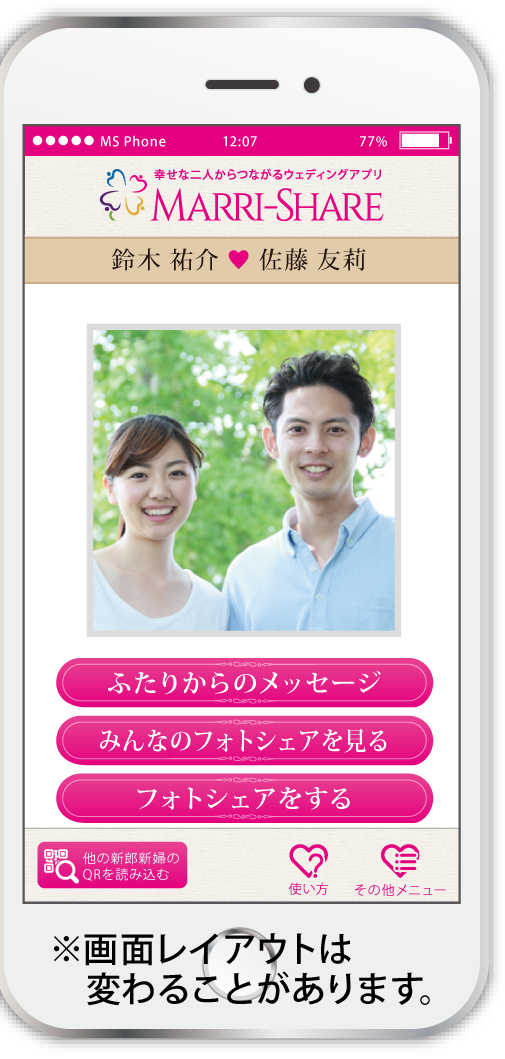 ●●●●● MS Phone 12:07 77%
幸せな二人からつながるウェディングアプリ
MARRI-SHARE
鈴木 祐介 ♥ 佐藤 友莉
ふたりからのメッセージ
みんなのフォトシェアを見る
フォトシェアをする
他の新郎新婦の
QRを読み込む
使い方
その他メニュー
※画面レイアウトは
変わることがあります。